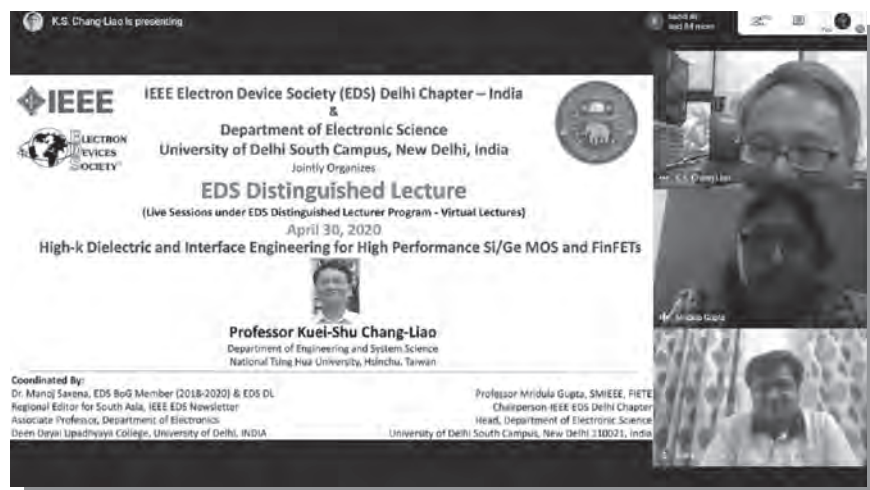 K.S. Chang-Liao is presenting
and 84 more
IEEE
ELECTRON
DEVICES
SOCIETY
IEEE Electron Device Society (EDS) Delhi Chapter – India
&
Department of Electronic Science
University of Delhi South Campus, New Delhi, India
Jointly Organizes
EDS Distinguished Lecture
(Live Sessions under EDS Distinguished Lecturer Program - Virtual Lectures)
April 30, 2020
High-k Dielectric and Interface Engineering for High Performance Si/Ge MOS and FinFETs
Professor Kuei-Shu Chang-Liao
Department of Engineering and System Science
National Tsing Hua University, Hsinchu, Taiwan
Coordinated By:
Dr. Manoj Saxena, EDS BoG Member (2018-2020) & EDS DL
Regional Editor for South Asia, IEEE EDS Newsletter
Associate Professor, Department of Electronics
Deen Dayal Upadhyaya College, University of Delhi, INDIA
Professor Mridula Gupta, SMIEEE, FIETE
Chairperson IEEE EDS Delhi Chapter
Head, Department of Electronic Science
University of Delhi South Campus, New Delhi 110021, India
K.S. Chang-Liao
Mridula Gupta